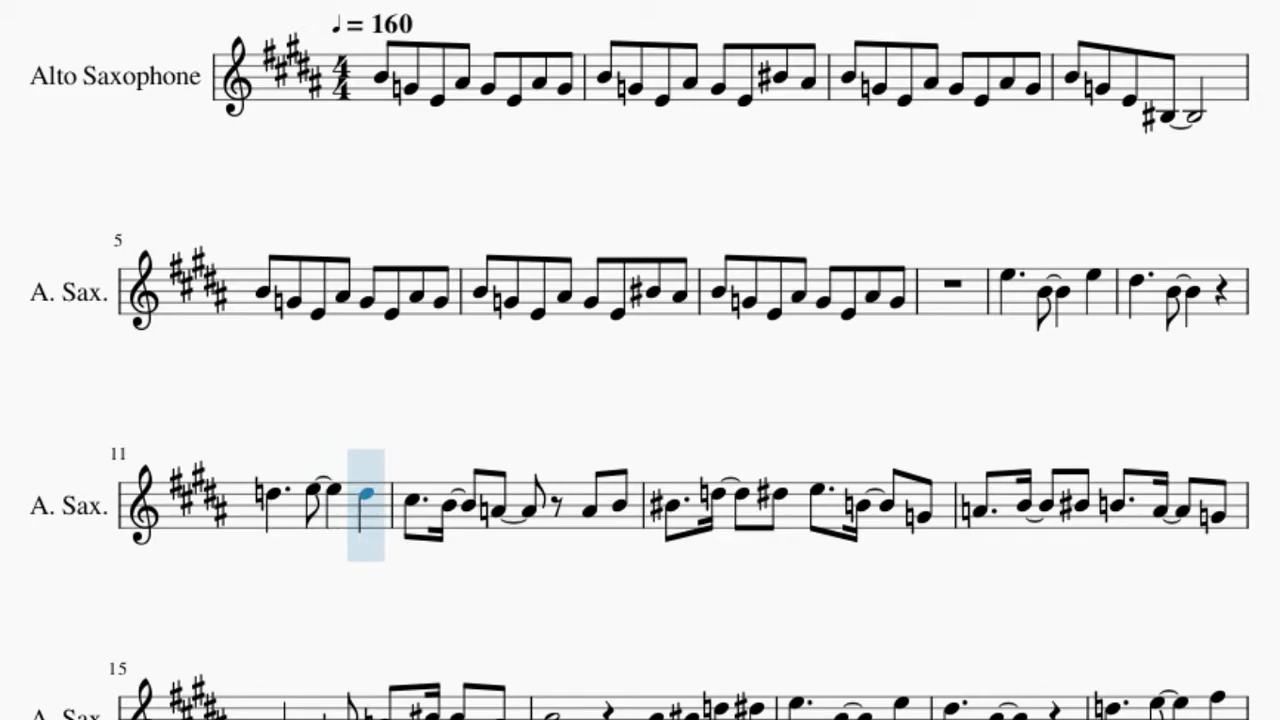 ♩ = 160
Alto Saxophone
4
4
5
A. Sax.
11
A. Sax.
15
A. Sax.